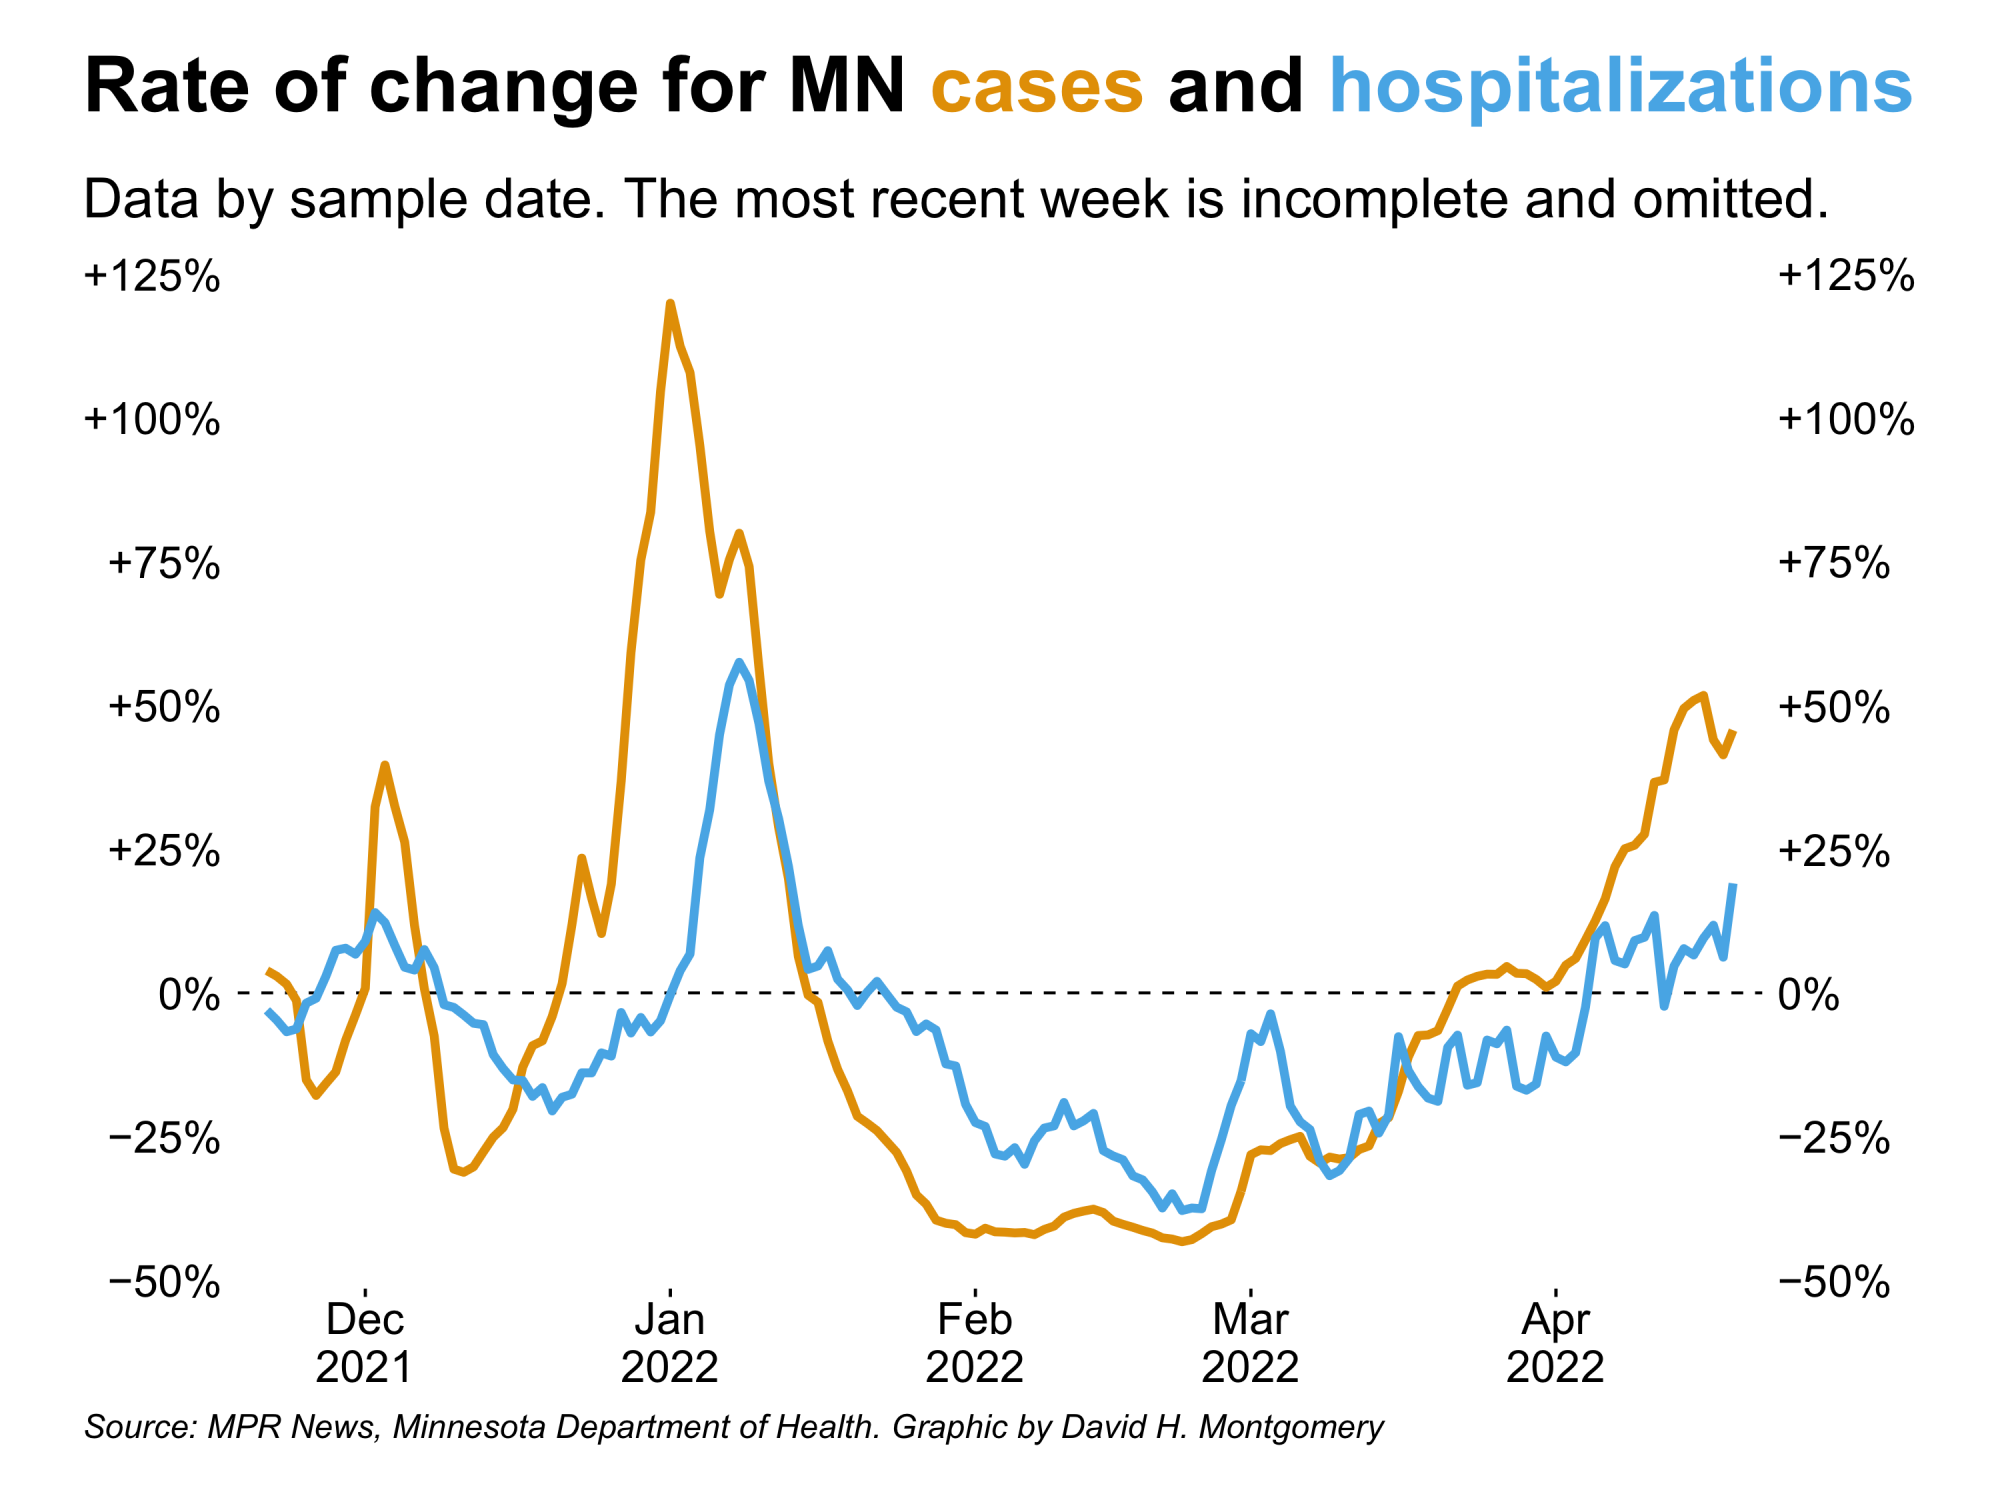 Rate of change for MN cases and hospitalizations
Data by sample date. The most recent week is incomplete and omitted.
+125% +125%
+100% +100%
+75% +75%
+50% +50%
+25% +25%
0% 0%
−25% −25%
−50% −50%
Dec Jan Feb Mar Apr
2021 2022 2022 2022 2022
Source: MPR News, Minnesota Department of Health. Graphic by David H. Montgomery